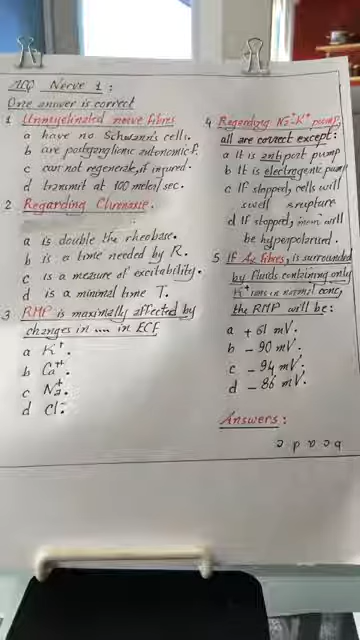 MCQ Nerve 1:
One answer is correct
1 Unmyelinated nerve fibres
a have no Schwann's cells.
b are postganglionic autonomic f.
c can not regenerate, if injured.
d transmit at 100 meter/sec.
2 Regarding Chronaxie.
a is double the rheobase.
b is a time needed by R.
c is a mezure of excitability.
d is a minimal time T.
3 RMP is maximally affected by
changes in .... in ECF
a K+.
b Ca++.
c Na+.
d Cl-.
4 Regarding Na+-K+ pump,
all are correct except:
a It is antiport pump
b It is electrogenic pump
c If stopped, cells will
swell & rupture
d If stopped, mem will
be hyperpolarised.
5 If Aα fibres, is surrounded
by fluids containing only
K+ ions in normal conc,
the RMP will be:
a + 61 mV.
b - 90 mV.
c - 94 mV.
d - 86 mV.
Answers:
b c a d c